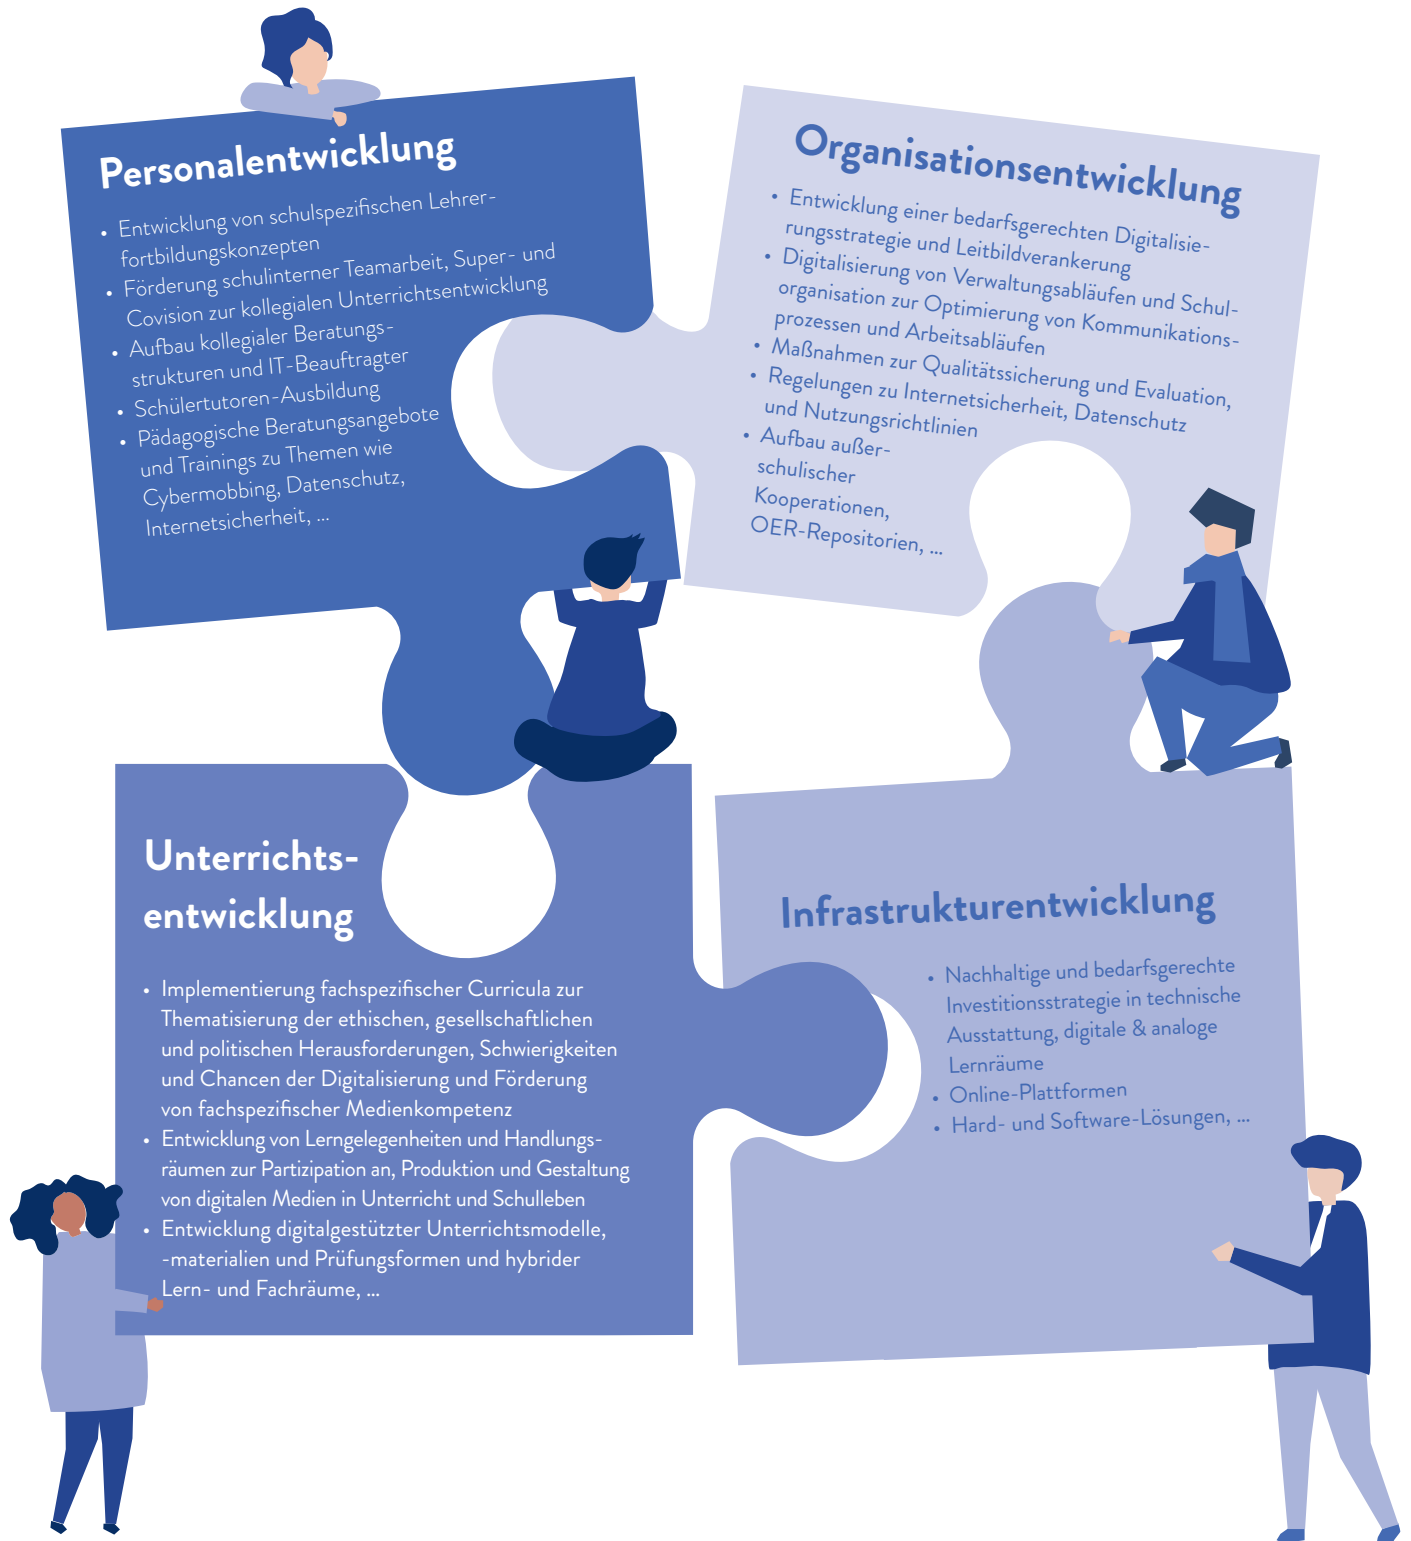 Personalentwicklung
• Entwicklung von schulspezifischen Lehrer-
fortbildungskonzepten
• Förderung schulinterner Teamarbeit, Super- und
Covision zur kollegialen Unterrichtsentwicklung
• Aufbau kollegialer Beratungs-
strukturen und IT-Beauftragter
• Schülertutoren-Ausbildung
• Pädagogische Beratungsangebote
und Trainings zu Themen wie
Cybermobbing, Datenschutz,
Internetsicherheit, ...
Organisationsentwicklung
• Entwicklung einer bedarfsgerechten Digitalisie-
rungsstrategie und Leitbildverankerung
• Digitalisierung von Verwaltungsabläufen und Schul-
organisation zur Optimierung von Kommunikations-
prozessen und Arbeitsabläufen
• Maßnahmen zur Qualitätssicherung und Evaluation,
• Regelungen zu Internetsicherheit, Datenschutz
und Nutzungsrichtlinien
• Aufbau außer-
schulischer
Kooperationen,
OER-Repositorien, ...
Unterrichts-
entwicklung
• Implementierung fachspezifischer Curricula zur
Thematisierung der ethischen, gesellschaftlichen
und politischen Herausforderungen, Schwierigkeiten
und Chancen der Digitalisierung und Förderung
von fachspezifischer Medienkompetenz
• Entwicklung von Lerngelegenheiten und Handlungs-
räumen zur Partizipation an, Produktion und Gestaltung
von digitalen Medien in Unterricht und Schulleben
• Entwicklung digitalgestützter Unterrichtsmodelle,
-materialien und Prüfungsformen und hybrider
Lern- und Fachräume, ...
Infrastrukturentwicklung
• Nachhaltige und bedarfsgerechte
Investitionsstrategie in technische
Ausstattung, digitale & analoge
Lernräume
• Online-Plattformen
• Hard- und Software-Lösungen, ...